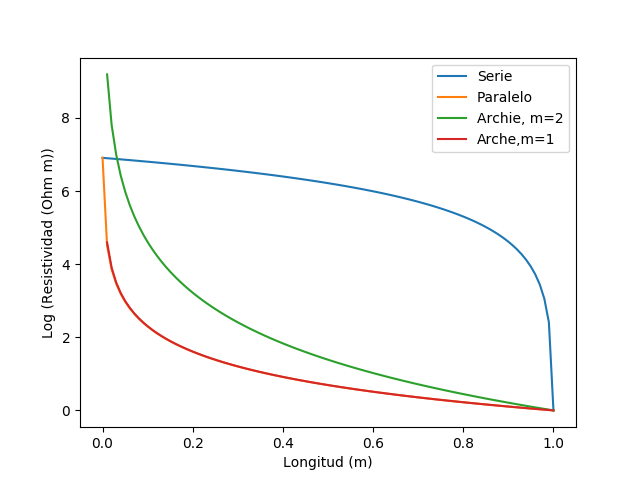 Serie
Paralelo
Archie, m=2
Arche,m=1
8
6
4
2
0
Log (Resistividad (Ohm m))
0.0 0.2 0.4 0.6 0.8 1.0
Longitud (m)